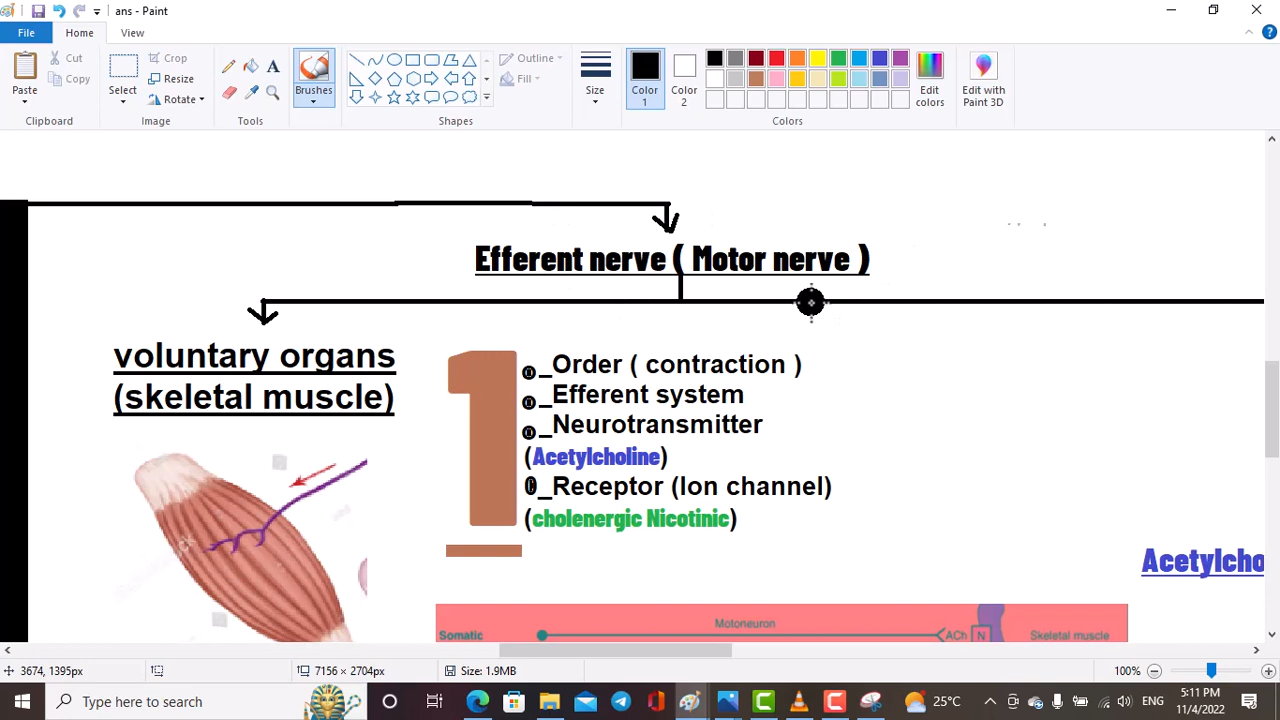 ans - Paint
File
Home
View
Paste
Cut
Copy
Clipboard
Select
Crop
Resize
Rotate
Image
Tools
Brushes
Shapes
Outline
Fill
Size
Color 1
Color 2
Colors
Edit colors
Edit with Paint 3D
Efferent nerve ( Motor nerve )
voluntary organs
(skeletal muscle)
1
_Order ( contraction )
_Efferent system
_Neurotransmitter
(Acetylcholine)
_Receptor (Ion channel)
(cholenergic Nicotinic)
Acetylcho
Somatic
Motoneuron
ACh
N
Skeletal muscle
3674, 1395px
7156 × 2704px
Size: 1.9MB
100%
Type here to search
25°C
ENG
5:11 PM
11/4/2022